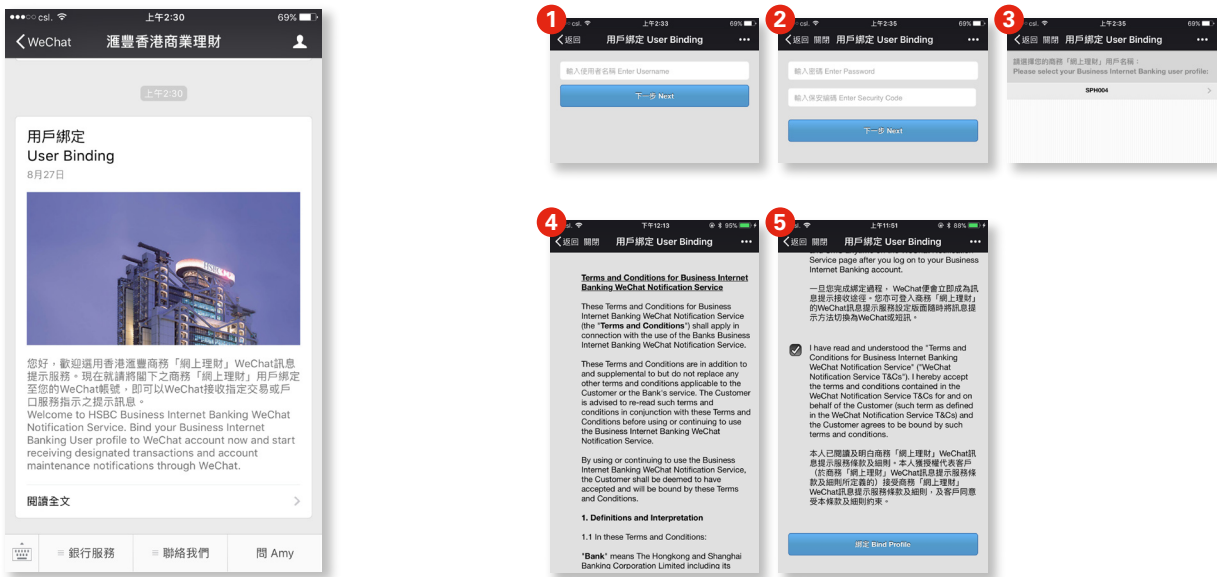 csl. 上午2:30 69%
WeChat 滙豐香港商業理財
上午2:30
用戶綁定
User Binding
8月27日
HSBC
您好，歡迎選用香港滙豐商務「網上理財」WeChat訊息
提示服務。現在就請將閣下之商務「網上理財」用戶綁定
至您的WeChat帳號，即可以WeChat接收指定交易或戶
口服務指示之提示訊息。
Welcome to HSBC Business Internet Banking WeChat
Notification Service. Bind your Business Internet
Banking User profile to WeChat account now and start
receiving designated transactions and account
maintenance notifications through WeChat.
閱讀全文
銀行服務 聯絡我們 問 Amy
1
csl. 上午2:33 69%
返回 用戶綁定 User Binding
輸入使用者名稱 Enter Username
下一步 Next
2
csl. 上午2:35 69%
返回 關閉 用戶綁定 User Binding
輸入密碼 Enter Password
輸入保安編碼 Enter Security Code
下一步 Next
3
csl. 上午2:35 69%
返回 關閉 用戶綁定 User Binding
請選擇您的商務「網上理財」用戶名稱：
Please select your Business Internet Banking user profile:
SPH004
4
sl. 下午12:13 95%
返回 關閉 用戶綁定 User Binding
Terms and Conditions for Business Internet
Banking WeChat Notification Service
These Terms and Conditions for Business
Internet Banking WeChat Notification Service
(the "Terms and Conditions") shall apply in
connection with the use of the Banks Business
Internet Banking WeChat Notification Service.
These Terms and Conditions are in addition to
and supplemental to but do not replace any
other terms and conditions applicable to the
Customer or the Bank's service. The Customer
is advised to re-read such terms and
conditions in conjunction with these Terms and
Conditions before using or continuing to use
the Business Internet Banking WeChat
Notification Service.
By using or continuing to use the Business
Internet Banking WeChat Notification Service,
the Customer shall be deemed to have
accepted and will be bound by these Terms
and Conditions.
1. Definitions and Interpretation
1.1 In these Terms and Conditions:
"Bank" means The Hongkong and Shanghai
Banking Corporation Limited including its
5
sl. 上午11:51 88%
返回 關閉 用戶綁定 User Binding
Service page after you log on to your Business
Internet Banking account.
一旦您完成綁定過程， WeChat便會立即成為訊
息提示接收途徑。您亦可登入商務「網上理財」
的WeChat訊息提示服務設定版面隨時將訊息提
示方法切換為WeChat或短訊。
I have read and understood the "Terms and
Conditions for Business Internet Banking
WeChat Notification Service" ("WeChat
Notification Service T&Cs"). I hereby accept
the terms and conditions contained in the
WeChat Notification Service T&Cs for and on
behalf of the Customer (such term as defined
in the WeChat Notification Service T&Cs) and
the Customer agrees to be bound by such
terms and conditions.
本人已閱讀及明白商務「網上理財」WeChat訊
息提示服務條款及細則。本人獲授權代表客戶
（於商務「網上理財」WeChat訊息提示服務條
款及細則所定義的）接受商務「網上理財」
WeChat訊息提示服務條款及細則，及客戶同意
受本條款及細則約束。
綁定 Bind Profile